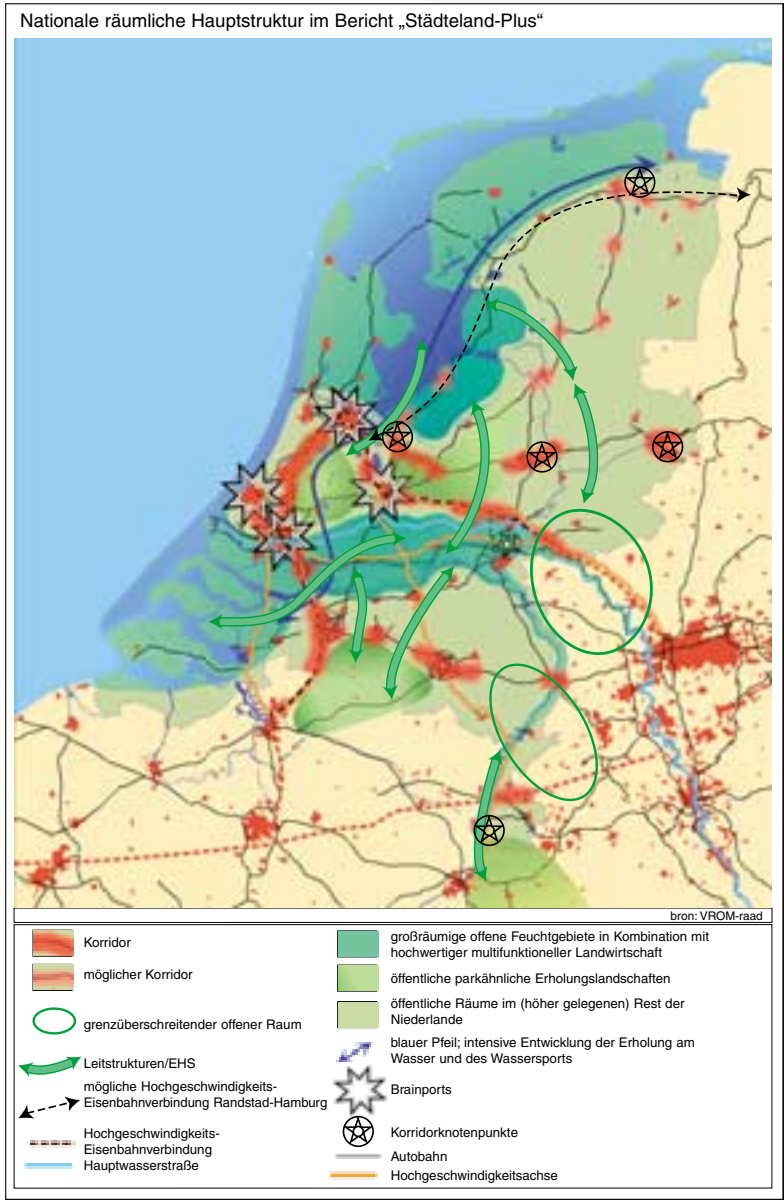 Nationale räumliche Hauptstruktur im Bericht „Städteland-Plus“
bron: VROM-raad
Korridor
möglicher Korridor
grenzüberschreitender offener Raum
Leitstrukturen/EHS
mögliche Hochgeschwindigkeits-
Eisenbahnverbindung Randstad-Hamburg
Hochgeschwindigkeits-
Eisenbahnverbindung
Hauptwasserstraße
großräumige offene Feuchtgebiete in Kombination mit
hochwertiger multifunktioneller Landwirtschaft
öffentliche parkähnliche Erholungslandschaften
öffentliche Räume im (höher gelegenen) Rest der
Niederlande
blauer Pfeil; intensive Entwicklung der Erholung am
Wasser und des Wassersports
Brainports
Korridorknotenpunkte
Autobahn
Hochgeschwindigkeitsachse